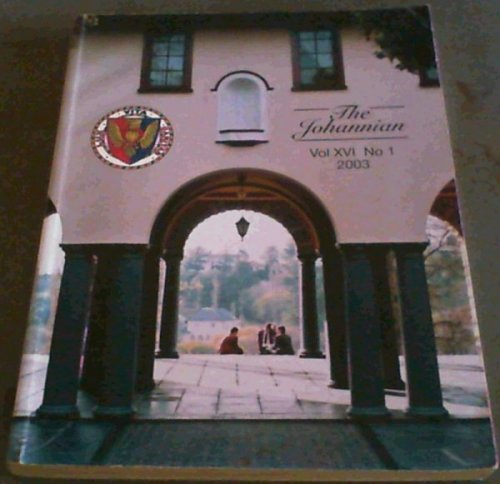 The
Johannian
Vol XVI No 1
2003